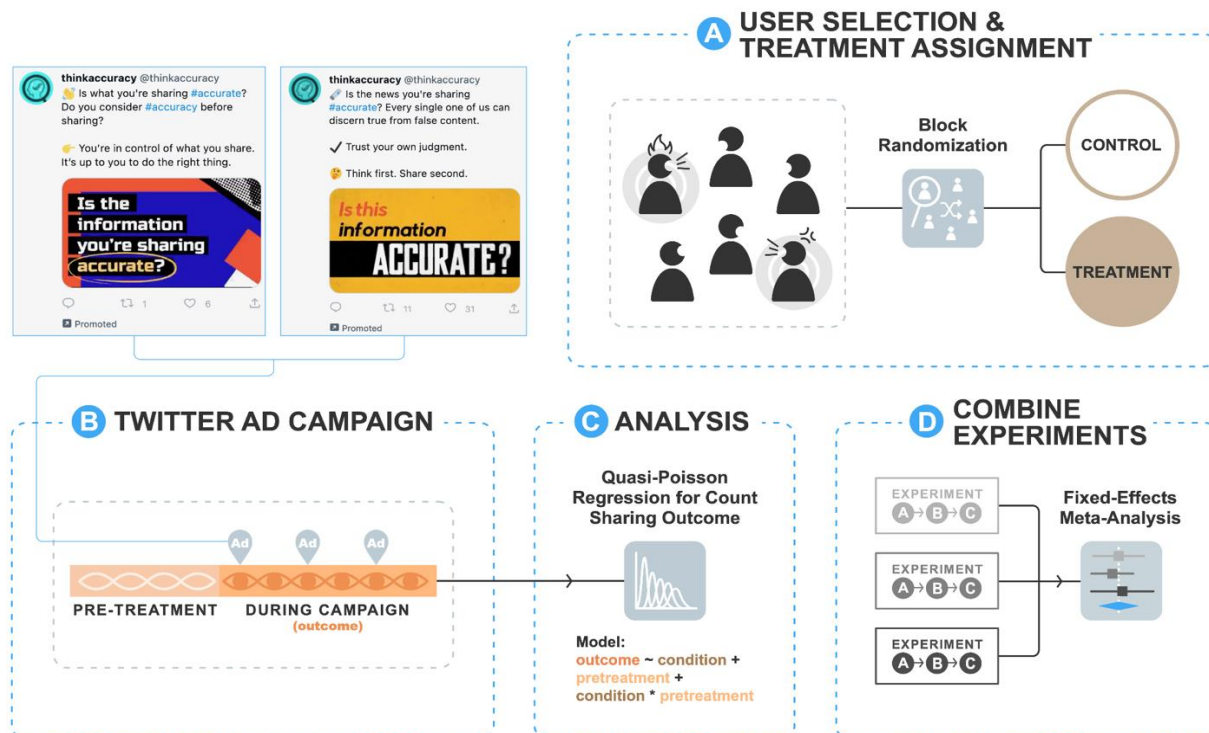 A USER SELECTION &
TREATMENT ASSIGNMENT
thinkaccuracy @thinkaccuracy
👋 Is what you're sharing #accurate?
Do you consider #accuracy before
sharing?
👉 You're in control of what you share.
It's up to you to do the right thing.
Is the
information
you're sharing
accurate?
1
6
Promoted
thinkaccuracy @thinkaccuracy
🗞️ Is the news you're sharing
#accurate? Every single one of us can
discern true from false content.
✔️ Trust your own judgment.
🤔 Think first. Share second.
Is this
information
ACCURATE?
11
31
Promoted
Block
Randomization
CONTROL
TREATMENT
B TWITTER AD CAMPAIGN
Ad
Ad
Ad
PRE-TREATMENT
DURING CAMPAIGN
(outcome)
C ANALYSIS
Quasi-Poisson
Regression for Count
Sharing Outcome
Model:
outcome ~ condition +
pretreatment +
condition * pretreatment
D COMBINE
EXPERIMENTS
EXPERIMENT
A→B→C
EXPERIMENT
A→B→C
EXPERIMENT
A→B→C
Fixed-Effects
Meta-Analysis